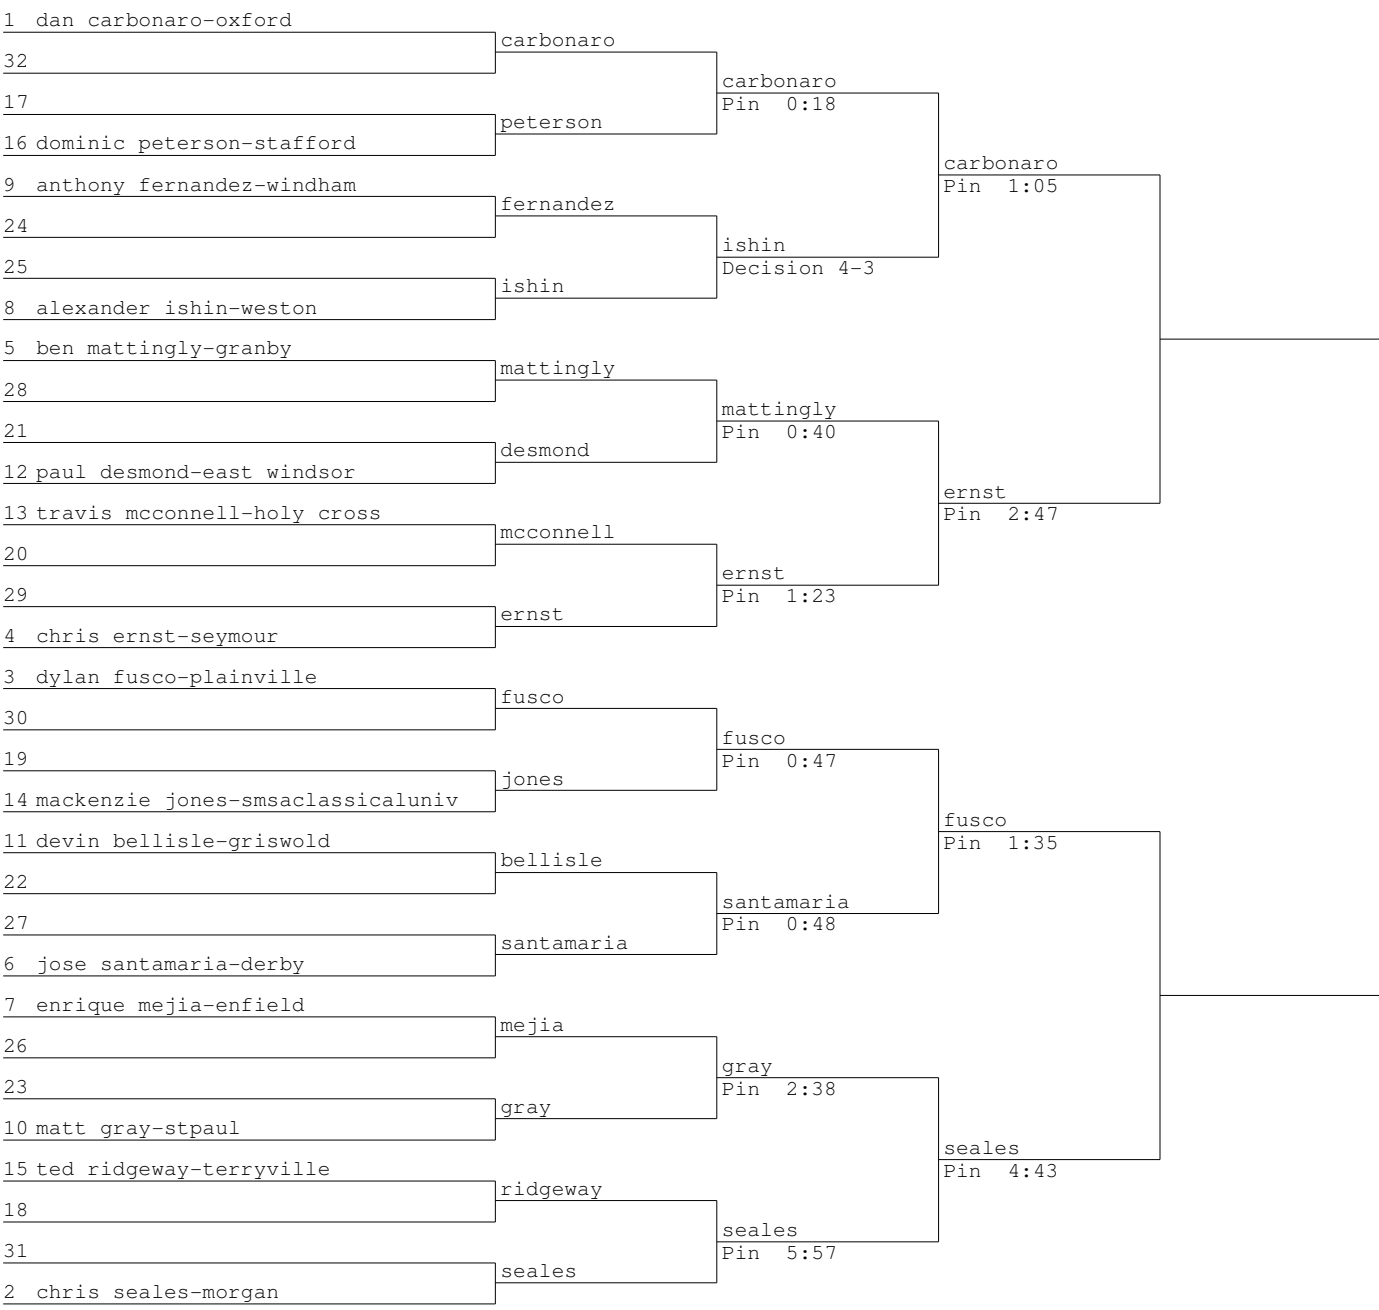 1 dan carbonaro-oxford
carbonaro
32
carbonaro
Pin 0:18
17
peterson
16 dominic peterson-stafford
carbonaro
Pin 1:05
9 anthony fernandez-windham
fernandez
24
ishin
Decision 4-3
25
ishin
8 alexander ishin-weston
5 ben mattingly-granby
mattingly
28
mattingly
Pin 0:40
21
desmond
12 paul desmond-east windsor
ernst
Pin 2:47
13 travis mcconnell-holy cross
mcconnell
20
ernst
Pin 1:23
29
ernst
4 chris ernst-seymour
3 dylan fusco-plainville
fusco
30
fusco
Pin 0:47
19
jones
14 mackenzie jones-smsaclassicaluniv
fusco
Pin 1:35
11 devin bellisle-griswold
bellisle
22
santamaria
Pin 0:48
27
santamaria
6 jose santamaria-derby
7 enrique mejia-enfield
mejia
26
gray
Pin 2:38
23
gray
10 matt gray-stpaul
seales
Pin 4:43
15 ted ridgeway-terryville
ridgeway
18
seales
Pin 5:57
31
seales
2 chris seales-morgan